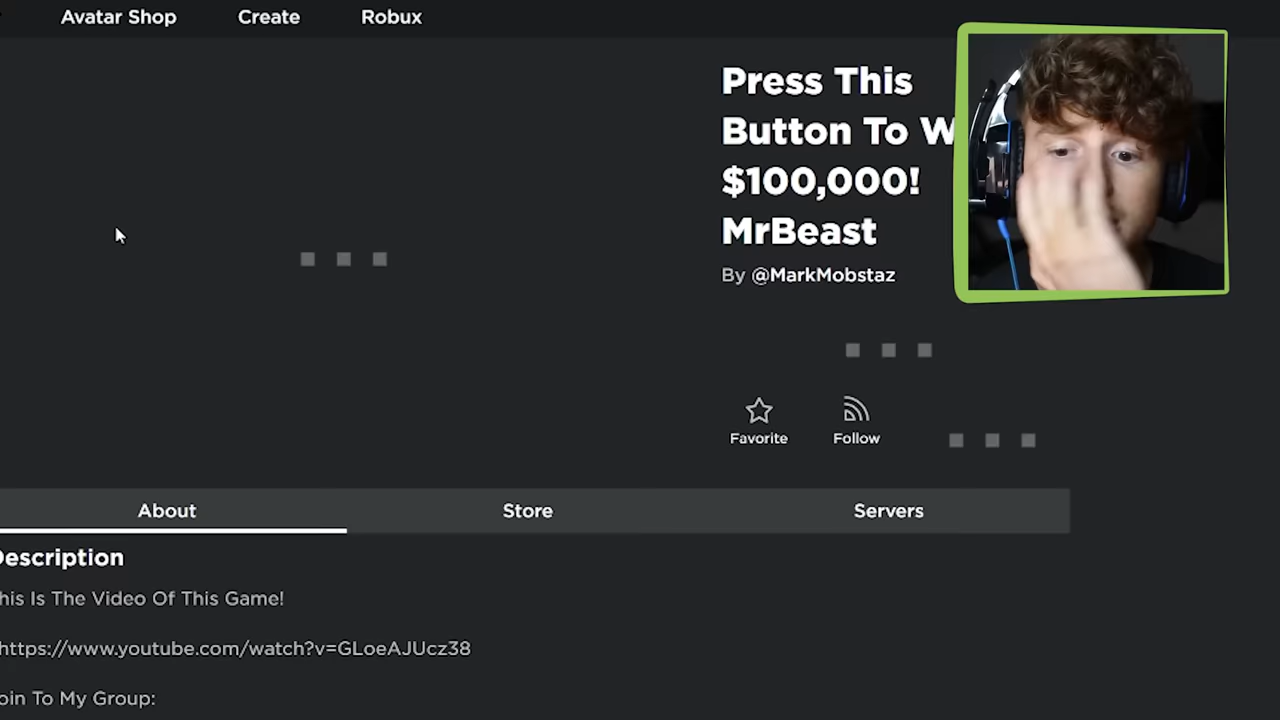 Avatar Shop Create Robux
Press This
Button To
$100,000!
MrBeast
By @MarkMobstaz
Favorite Follow
About Store Servers
Description
his Is The Video Of This Game!
https://www.youtube.com/watch?v=GLoeAJUcz38
oin To My Group: